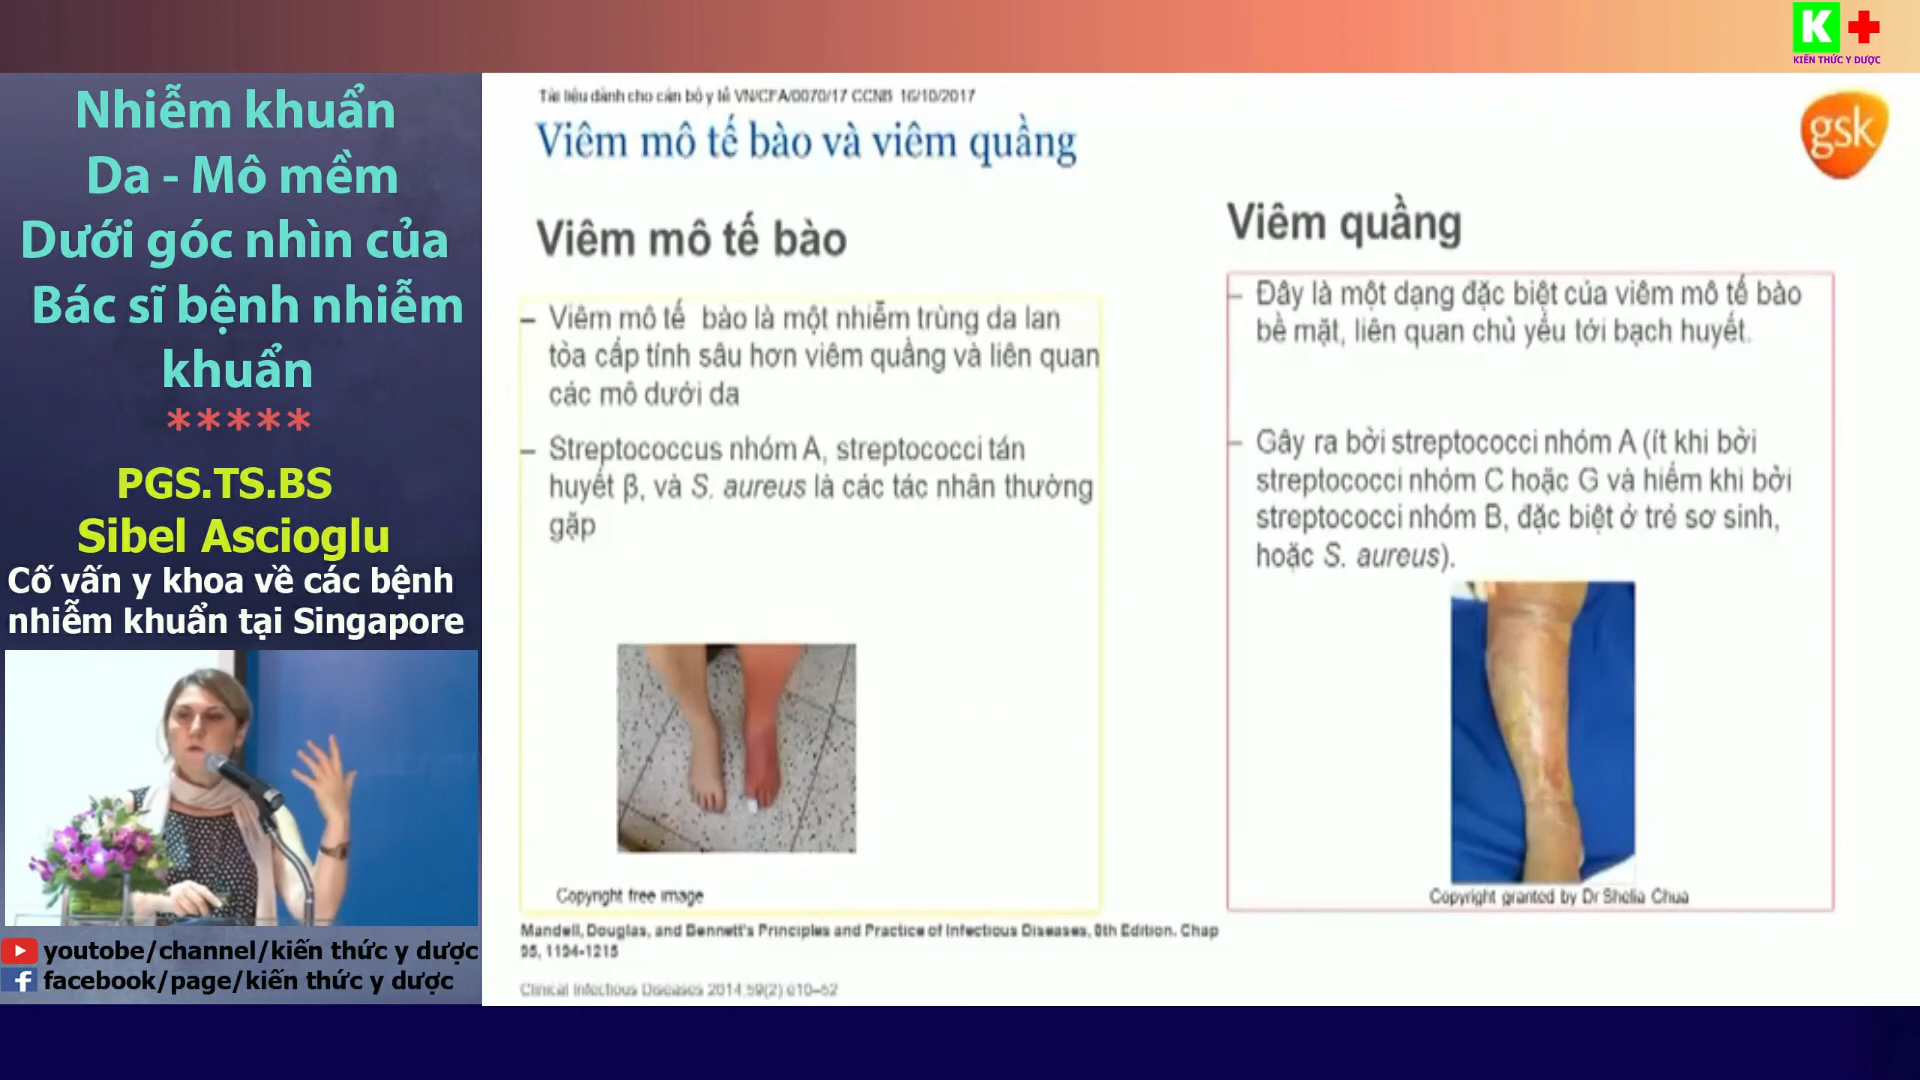 K
KIẾN THỨC Y DƯỢC
Nhiễm khuẩn
Da - Mô mềm
Dưới góc nhìn của
Bác sĩ bệnh nhiễm
khuẩn
*****
PGS.TS.BS
Sibel Ascioglu
Cố vấn y khoa về các bệnh
nhiễm khuẩn tại Singapore
youtobe/channel/kiến thức y dược
facebook/page/kiến thức y dược
Tài liệu dành cho cán bộ y tế VN/CFA/0070/17 CCNB 16/10/2017
Viêm mô tế bào và viêm quầng
gsk
Viêm mô tế bào
– Viêm mô tế bào là một nhiễm trùng da lan
tỏa cấp tính sâu hơn viêm quầng và liên quan
các mô dưới da
– Streptococcus nhóm A, streptococci tán
huyết β, và S. aureus là các tác nhân thường
gặp
Copyright free image
Viêm quầng
– Đây là một dạng đặc biệt của viêm mô tế bào
bề mặt, liên quan chủ yếu tới bạch huyết.
– Gây ra bởi streptococci nhóm A (ít khi bởi
streptococci nhóm C hoặc G và hiếm khi bởi
streptococci nhóm B, đặc biệt ở trẻ sơ sinh,
hoặc S. aureus).
Copyright granted by Dr Shelia Chua
Mandell, Douglas, and Bennett's Principles and Practice of Infectious Diseases, 8th Edition. Chap
95, 1194-1215
Clinical Infectious Diseases 2014;59(2) e10–52